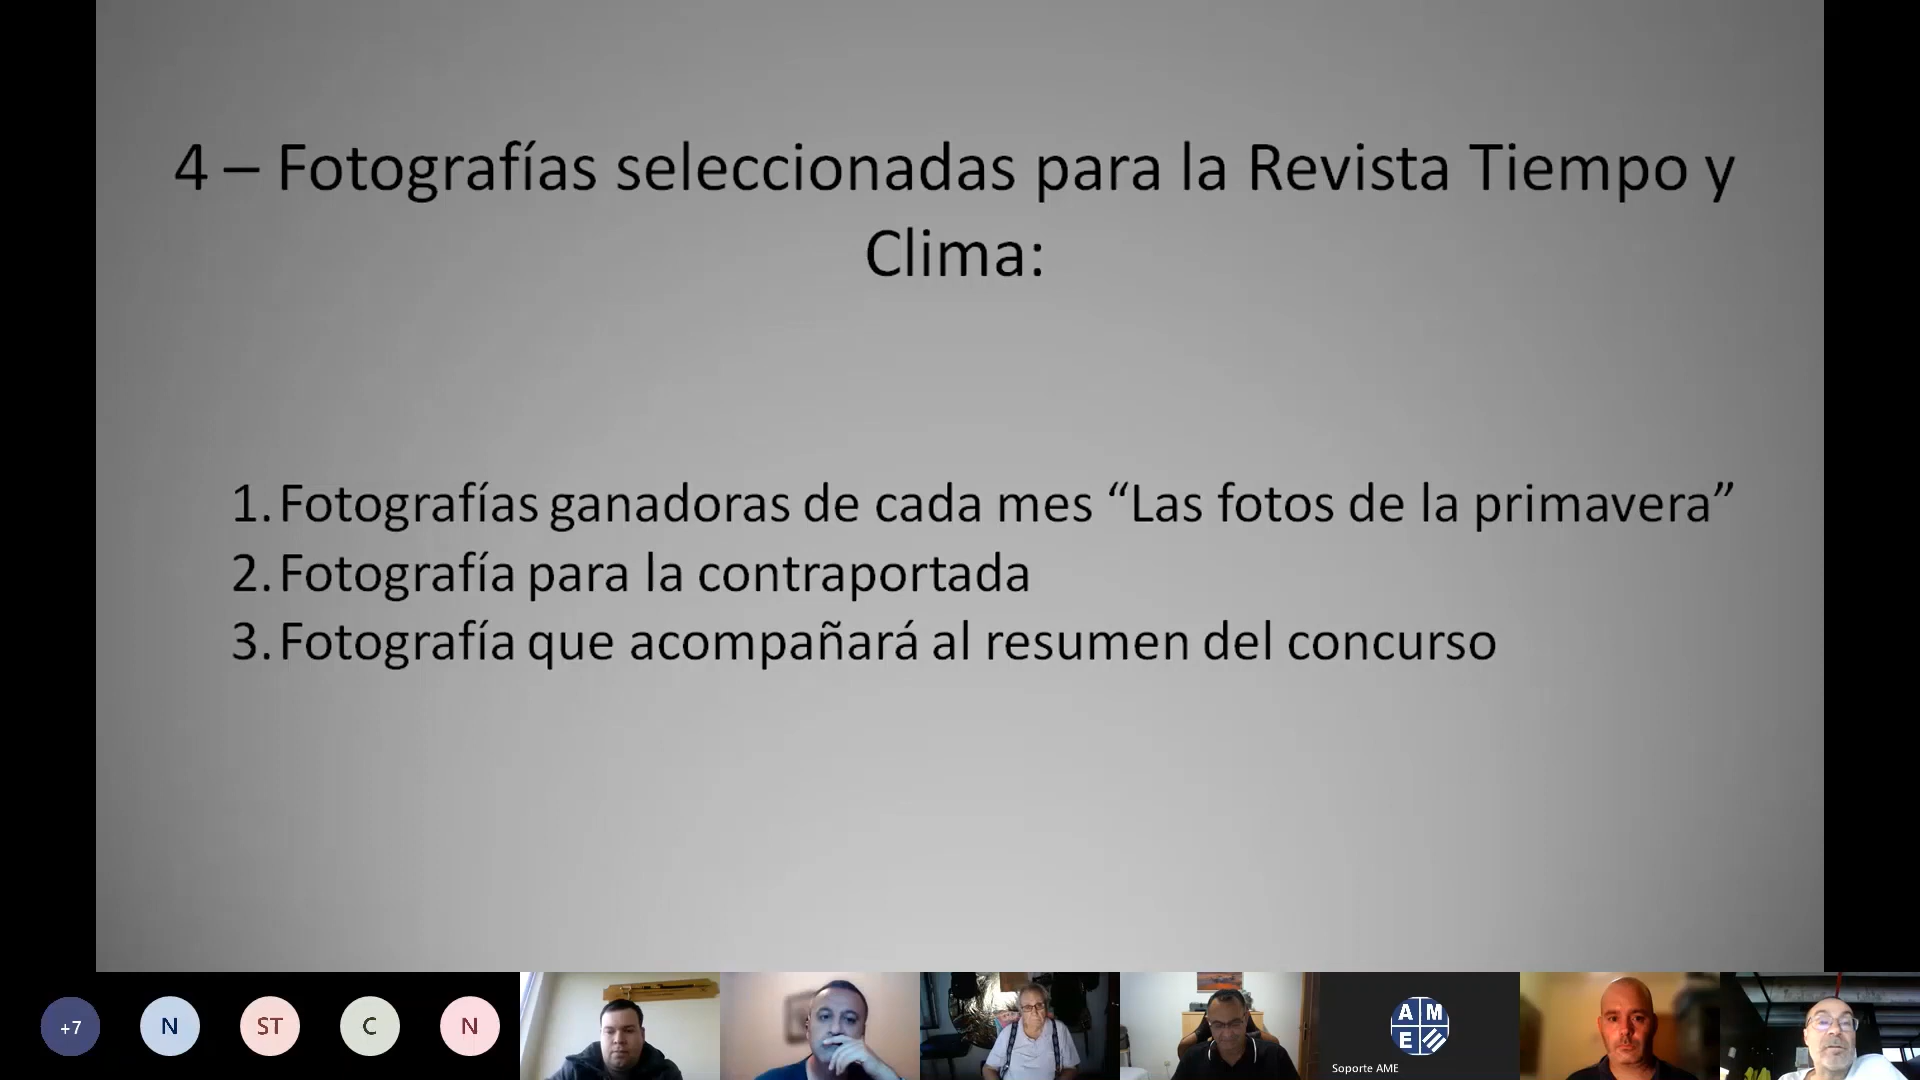 4 – Fotografías seleccionadas para la Revista Tiempo y
Clima:
1. Fotografías ganadoras de cada mes “Las fotos de la primavera”
2. Fotografía para la contraportada
3. Fotografía que acompañará al resumen del concurso
+7
N
ST
C
N
A M
E
Soporte AME